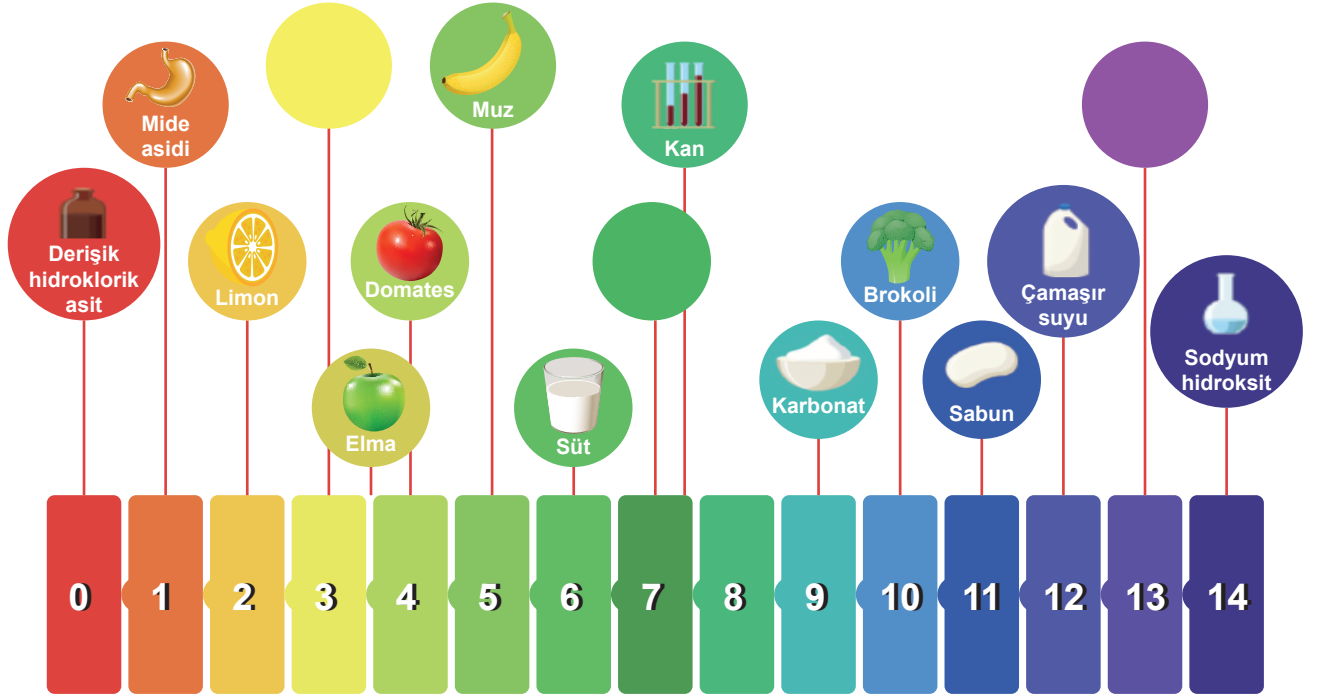 Derişik
hidroklorik
asit
Mide
asidi
Limon
Elma
Domates
Muz
Süt
Kan
Karbonat
Brokoli
Sabun
Çamaşır
suyu
Sodyum
hidroksit
0 1 2 3 4 5 6 7 8 9 10 11 12 13 14